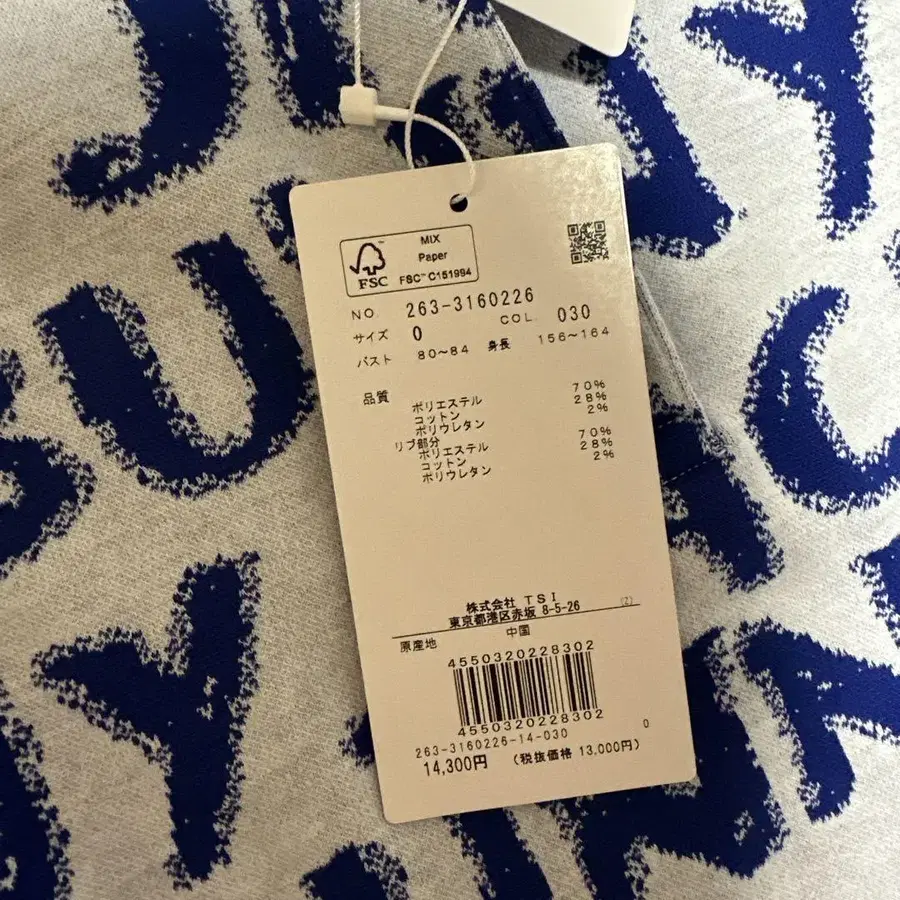 MIX
Paper
FSC™ C151994
FSC
NO. 263-3160226
サイズ 0 COL. 030
バスト 80～84 身長 156～164
品質
ポリエステル 70%
コットン 28%
ポリウレタン 2%
リブ部分
ポリエステル 70%
コットン 28%
ポリウレタン 2%
株式会社 TSI
東京都港区赤坂 8-5-26 (Z)
原産地 中国
4550320228302
4550320228302
263-3160226-14-030 0
14,300円 (税抜価格 13,000円)
BU
Y